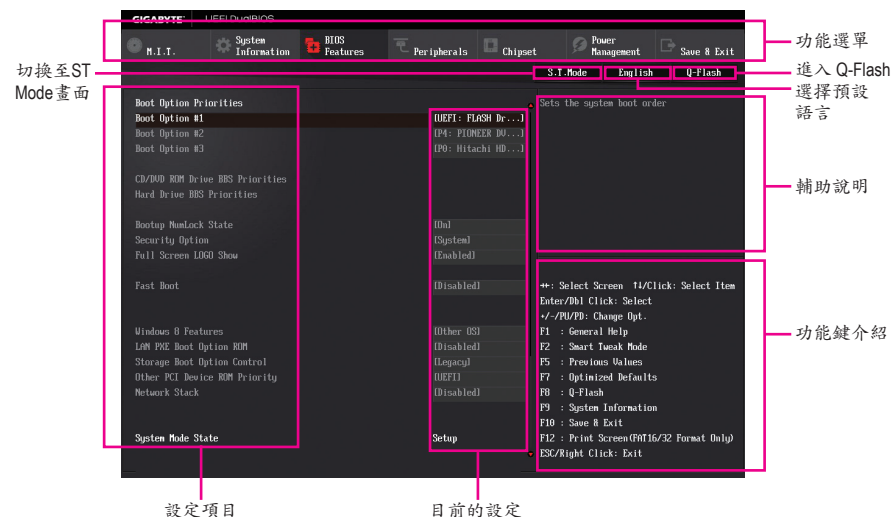 GIGABYTE UEFI DualBIOS
M.I.T.
System Information
BIOS Features
Peripherals
Chipset
Power Management
Save & Exit
功能選單
切換至ST
Mode畫面
S.T.Mode English Q-Flash
進入 Q-Flash
選擇預設
語言
Boot Option Priorities
Boot Option #1 [UEFI: FLASH Dr...]
Boot Option #2 [P4: PIONEER DV...]
Boot Option #3 [P0: Hitachi HD...]
CD/DVD ROM Drive BBS Priorities
Hard Drive BBS Priorities
Bootup NumLock State [On]
Security Option [System]
Full Screen LOGO Show [Enabled]
Fast Boot [Disabled]
Windows 8 Features [Other OS]
LAN PXE Boot Option ROM [Disabled]
Storage Boot Option Control [Legacy]
Other PCI Device ROM Priority [UEFI]
Network Stack [Disabled]
System Mode State Setup
Sets the system boot order
輔助說明
→←: Select Screen ↑↓/Click: Select Item
Enter/Dbl Click: Select
+/-/PU/PD: Change Opt.
F1 : General Help
F2 : Smart Tweak Mode
F5 : Previous Values
F7 : Optimized Defaults
F8 : Q-Flash
F9 : System Information
F10 : Save & Exit
F12 : Print Screen(FAT16/32 Format Only)
ESC/Right Click: Exit
功能鍵介紹
設定項目
目前的設定